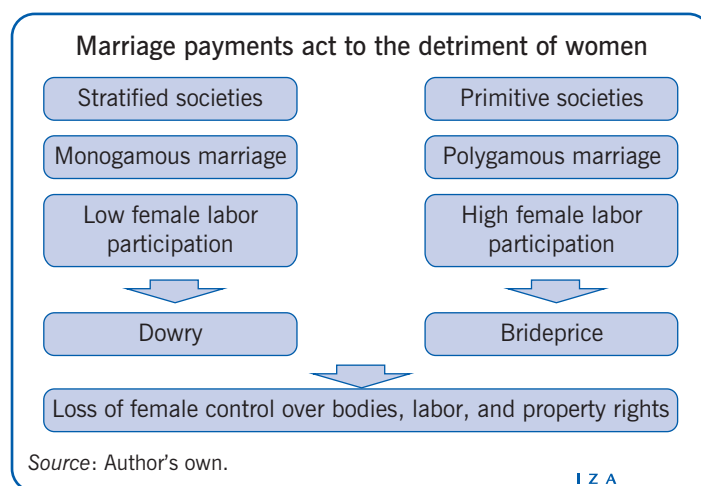 Marriage payments act to the detriment of women
Stratified societies
Primitive societies
Monogamous marriage
Polygamous marriage
Low female labor
participation
High female labor
participation
Dowry
Brideprice
Loss of female control over bodies, labor, and property rights
Source: Author's own.
I Z A